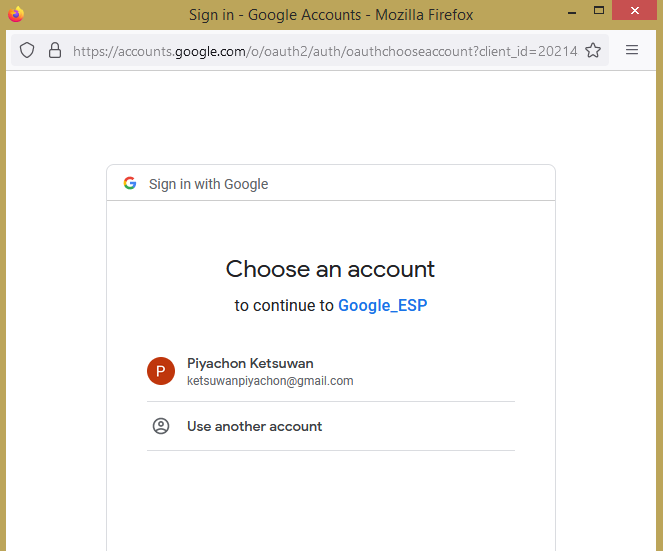 Sign in - Google Accounts - Mozilla Firefox
https://accounts.google.com/o/oauth2/auth/oauthchooseaccount?client_id=20214
Sign in with Google
Choose an account
to continue to Google_ESP
P
Piyachon Ketsuwan
ketsuwanpiyachon@gmail.com
Use another account